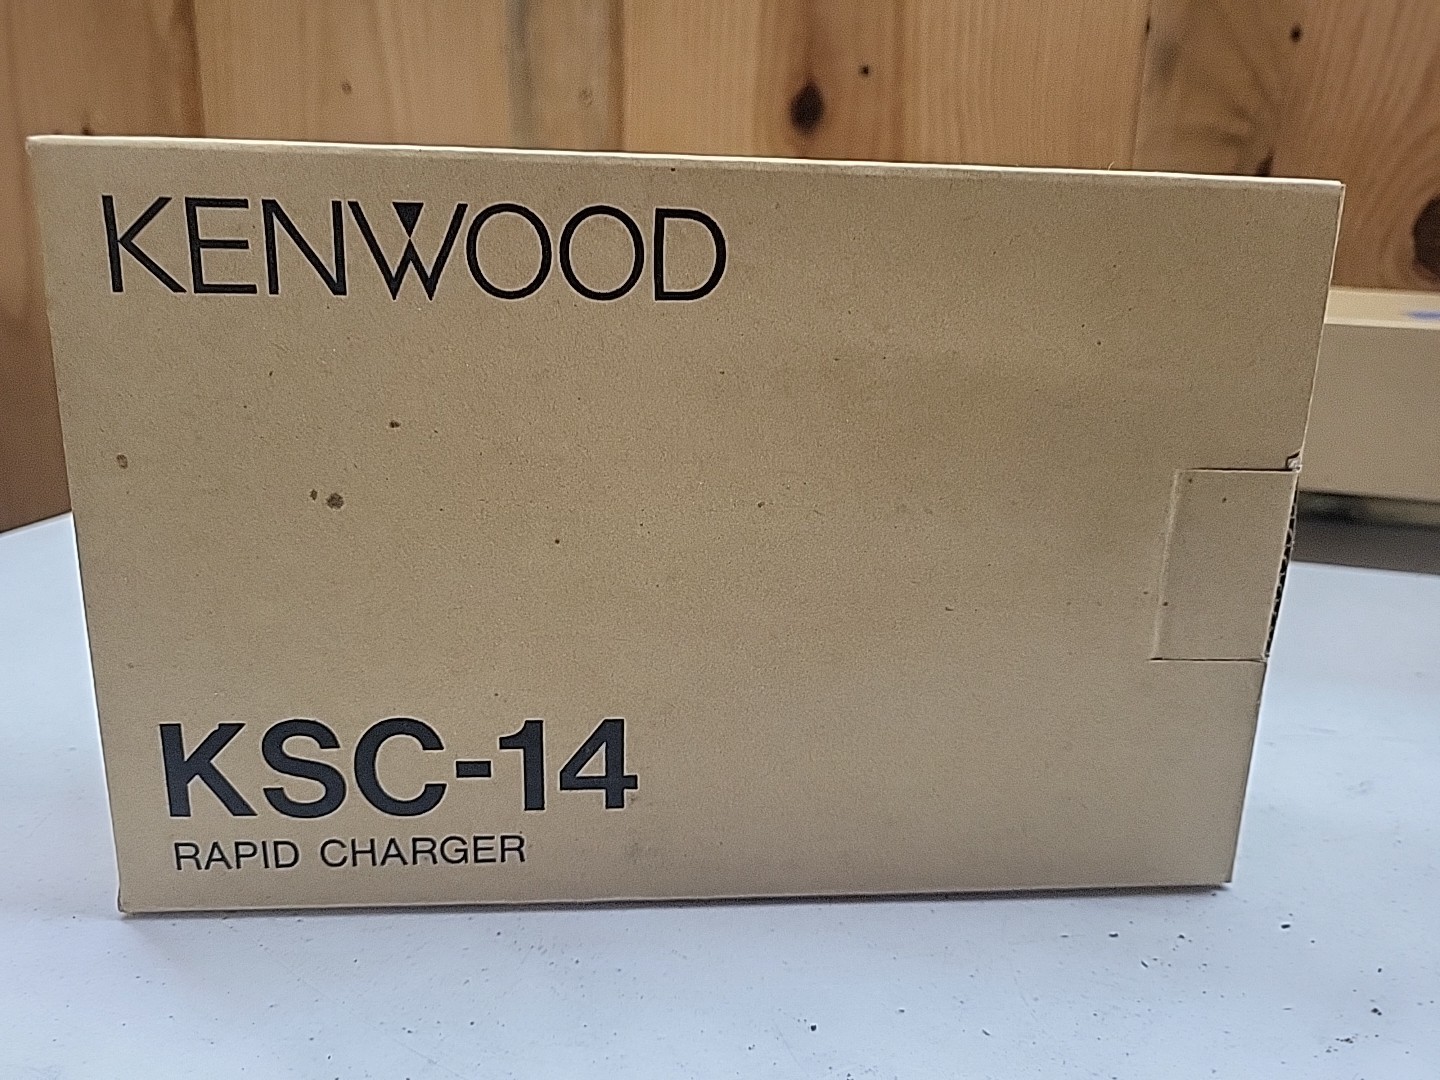 KENWOOD
KSC-14
RAPID CHARGER